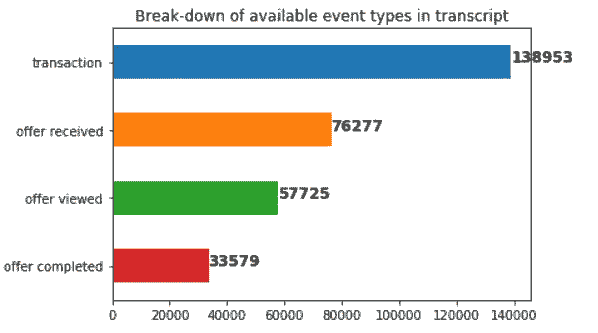 Break-down of available event types in transcript
transaction 138953
offer received 76277
offer viewed 57725
offer completed 33579
0 20000 40000 60000 80000 100000 120000 140000